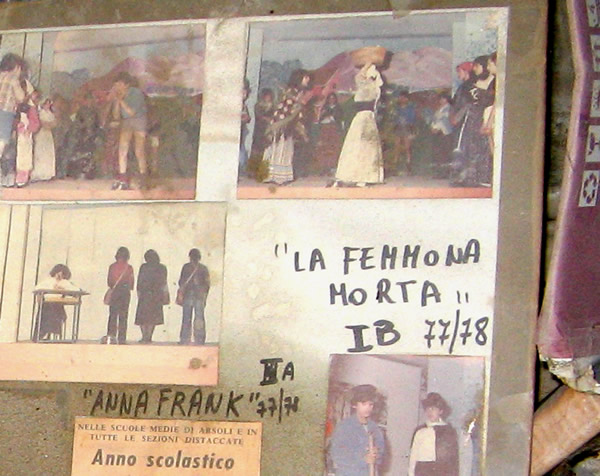 "LA FEMMONA
MORTA"
IB 77/78
IIIA
"ANNA FRANK" 77/78
NELLE SCUOLE MEDIE DI ARSOLI E IN
TUTTE LE SEZIONI DISTACCATE
Anno scolastico